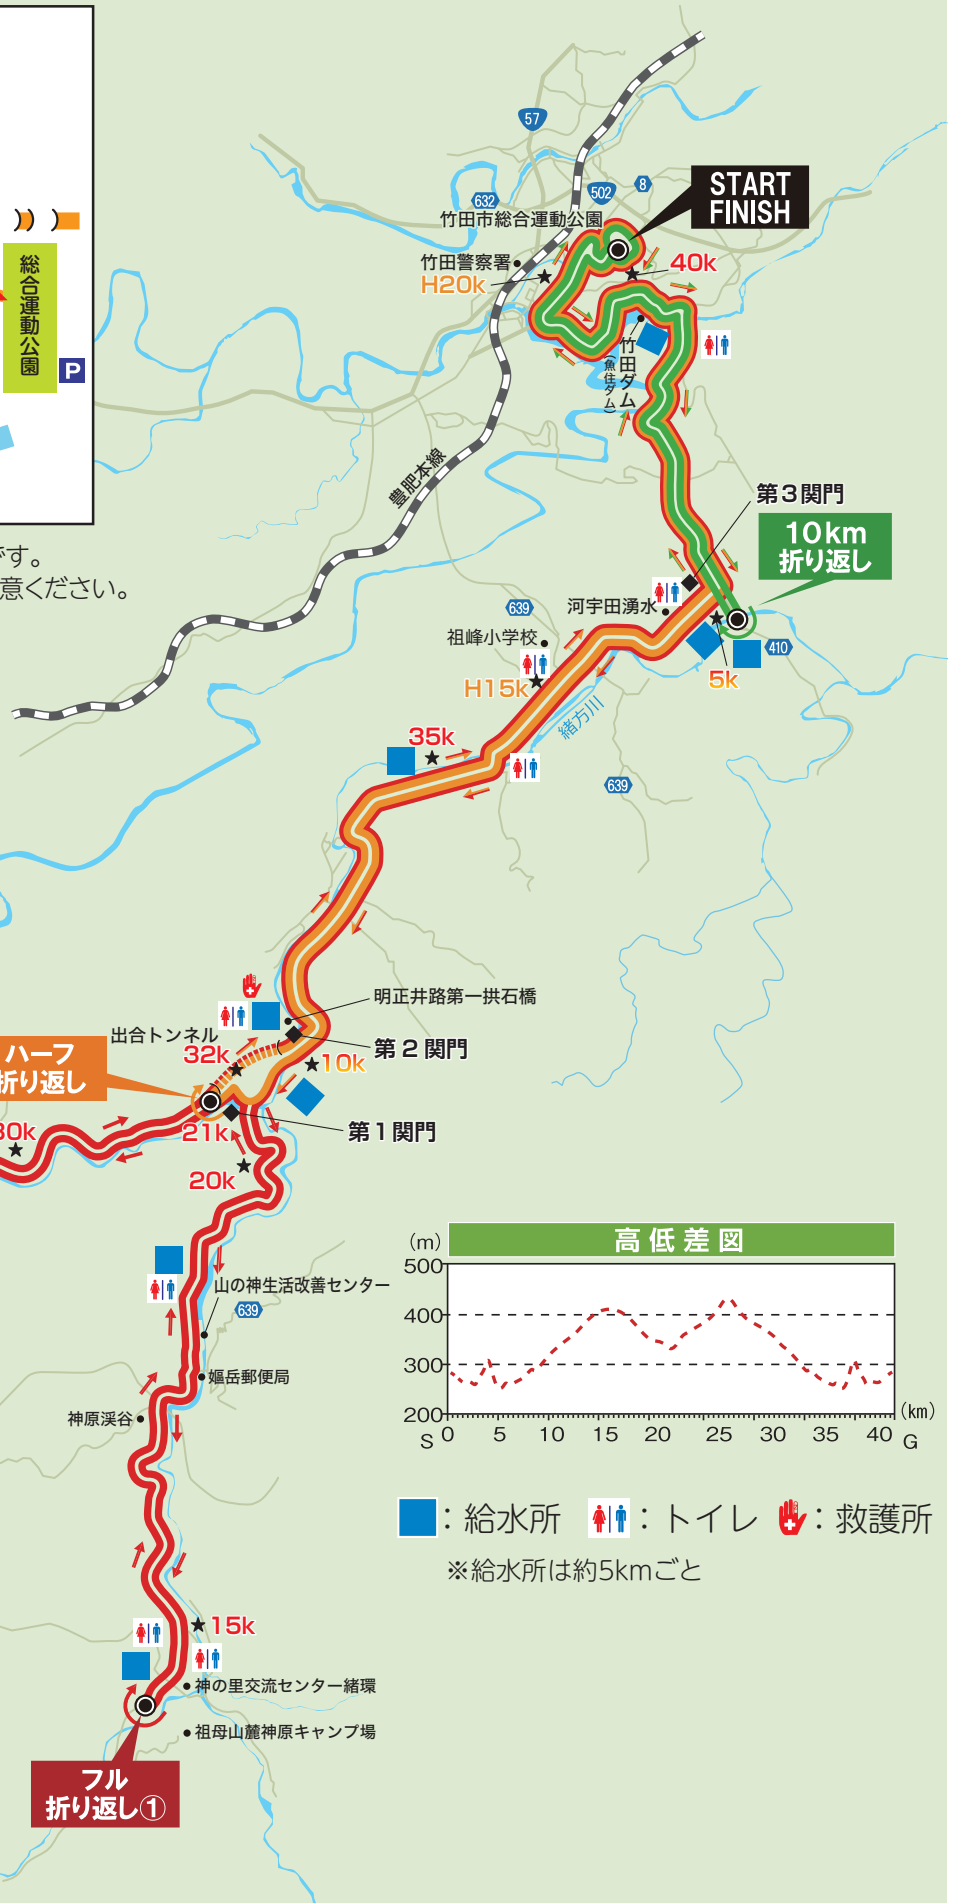 総合運動公園
P
です。
意ください。
57
502
8
632
START
FINISH
竹田市総合運動公園
竹田警察署
H20k
40k
竹田ダム
(魚住ダム)
豊肥本線
第3関門
10km
折り返し
639
河宇田湧水
祖峰小学校
410
5k
H15k
緒方川
35k
639
明正井路第一拱石橋
出合トンネル
32k
第2関門
10k
ハーフ
折り返し
30k
21k
第1関門
20k
山の神生活改善センター
639
嫗岳郵便局
神原渓谷
高低差図
(m)
500
400
300
200
(km)
S 0 5 10 15 20 25 30 35 40 G
:給水所 :トイレ :救護所
※給水所は約5kmごと
15k
神の里交流センター緒環
祖母山麓神原キャンプ場
フル
折り返し①